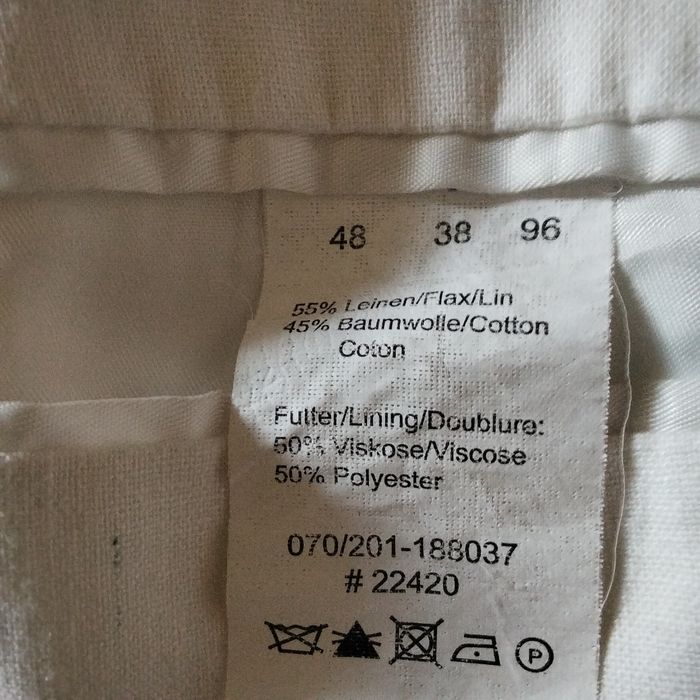 48 38 96
55% Leinen/Flax/Lin
45% Baumwolle/Cotton
Coton
Futter/Lining/Doublure:
50% Viskose/Viscose
50% Polyester
070/201-188037
# 22420
P